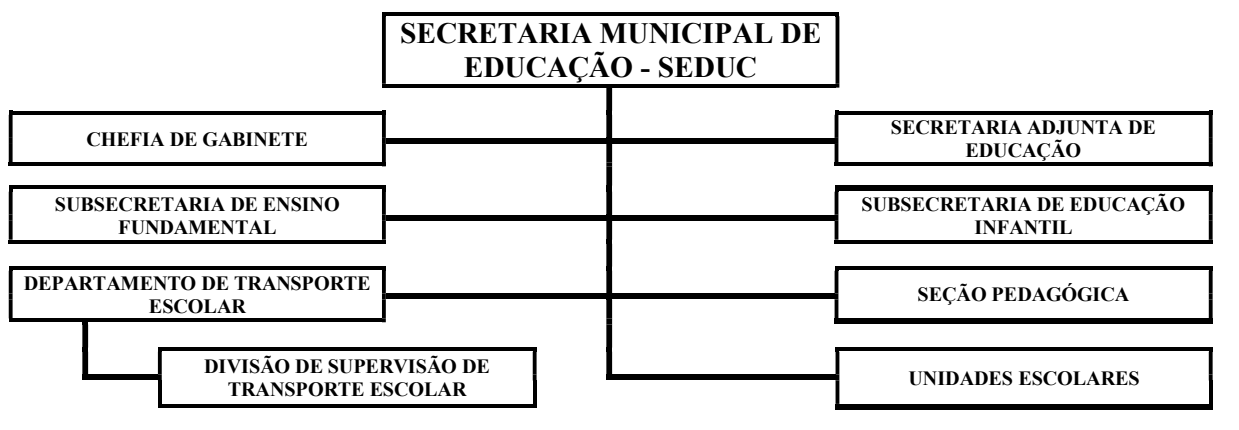 SECRETARIA MUNICIPAL DE
EDUCAÇÃO - SEDUC
CHEFIA DE GABINETE
SECRETARIA ADJUNTA DE
EDUCAÇÃO
SUBSECRETARIA DE ENSINO
FUNDAMENTAL
SUBSECRETARIA DE EDUCAÇÃO
INFANTIL
DEPARTAMENTO DE TRANSPORTE
ESCOLAR
SEÇÃO PEDAGÓGICA
DIVISÃO DE SUPERVISÃO DE
TRANSPORTE ESCOLAR
UNIDADES ESCOLARES